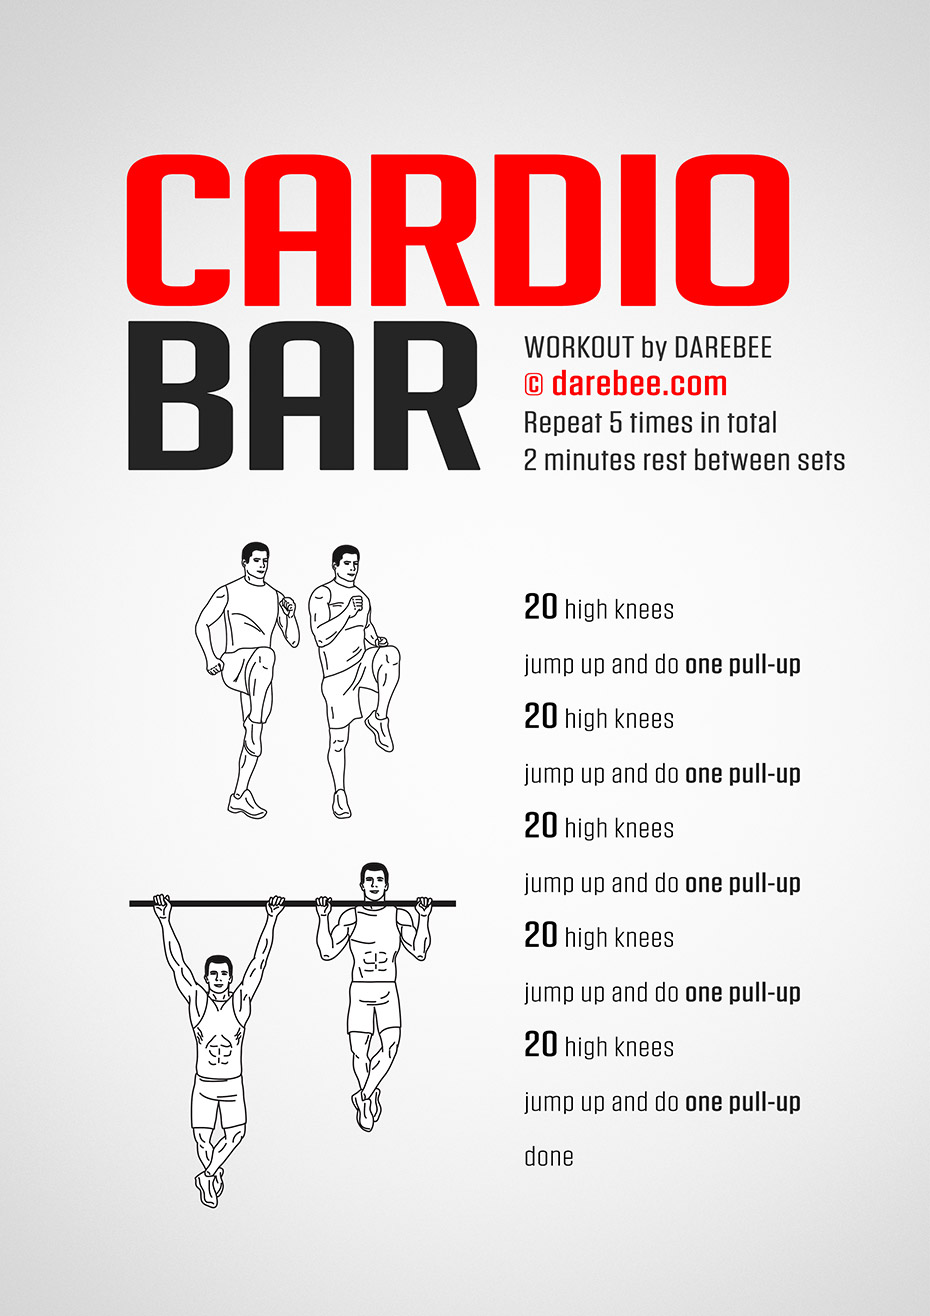 CARDIO
BAR
WORKOUT by DAREBEE
© darebee.com
Repeat 5 times in total
2 minutes rest between sets
20 high knees
jump up and do one pull-up
20 high knees
jump up and do one pull-up
20 high knees
jump up and do one pull-up
20 high knees
jump up and do one pull-up
20 high knees
jump up and do one pull-up
done